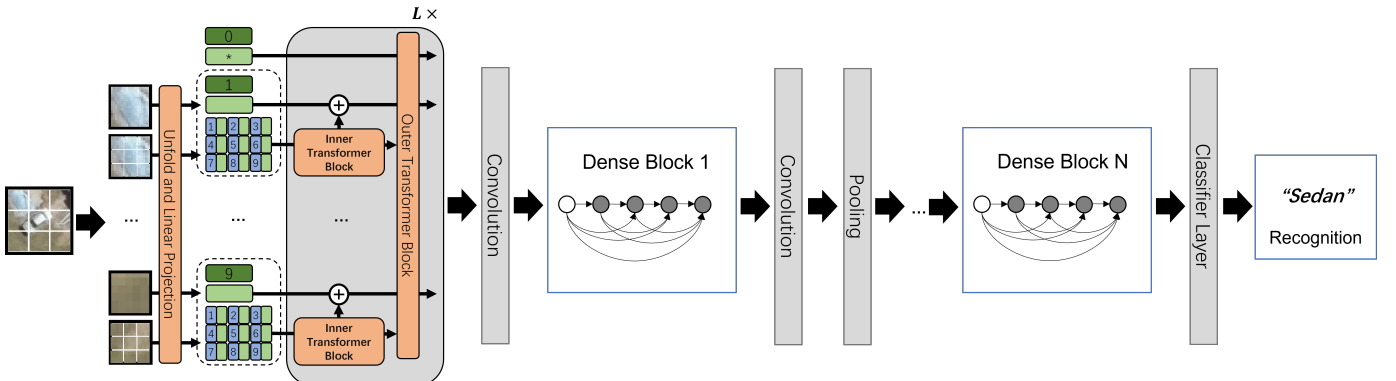 L ×
0
*
1
1 2 3
4 5 6
7 8 9
Unfold and Linear Projection
Inner
Transformer
Block
Outer Transformer Block
...
...
...
9
1 2 3
4 5 6
7 8 9
Inner
Transformer
Block
Convolution
Dense Block 1
Convolution
Pooling
...
Dense Block N
Classifier Layer
“Sedan”
Recognition